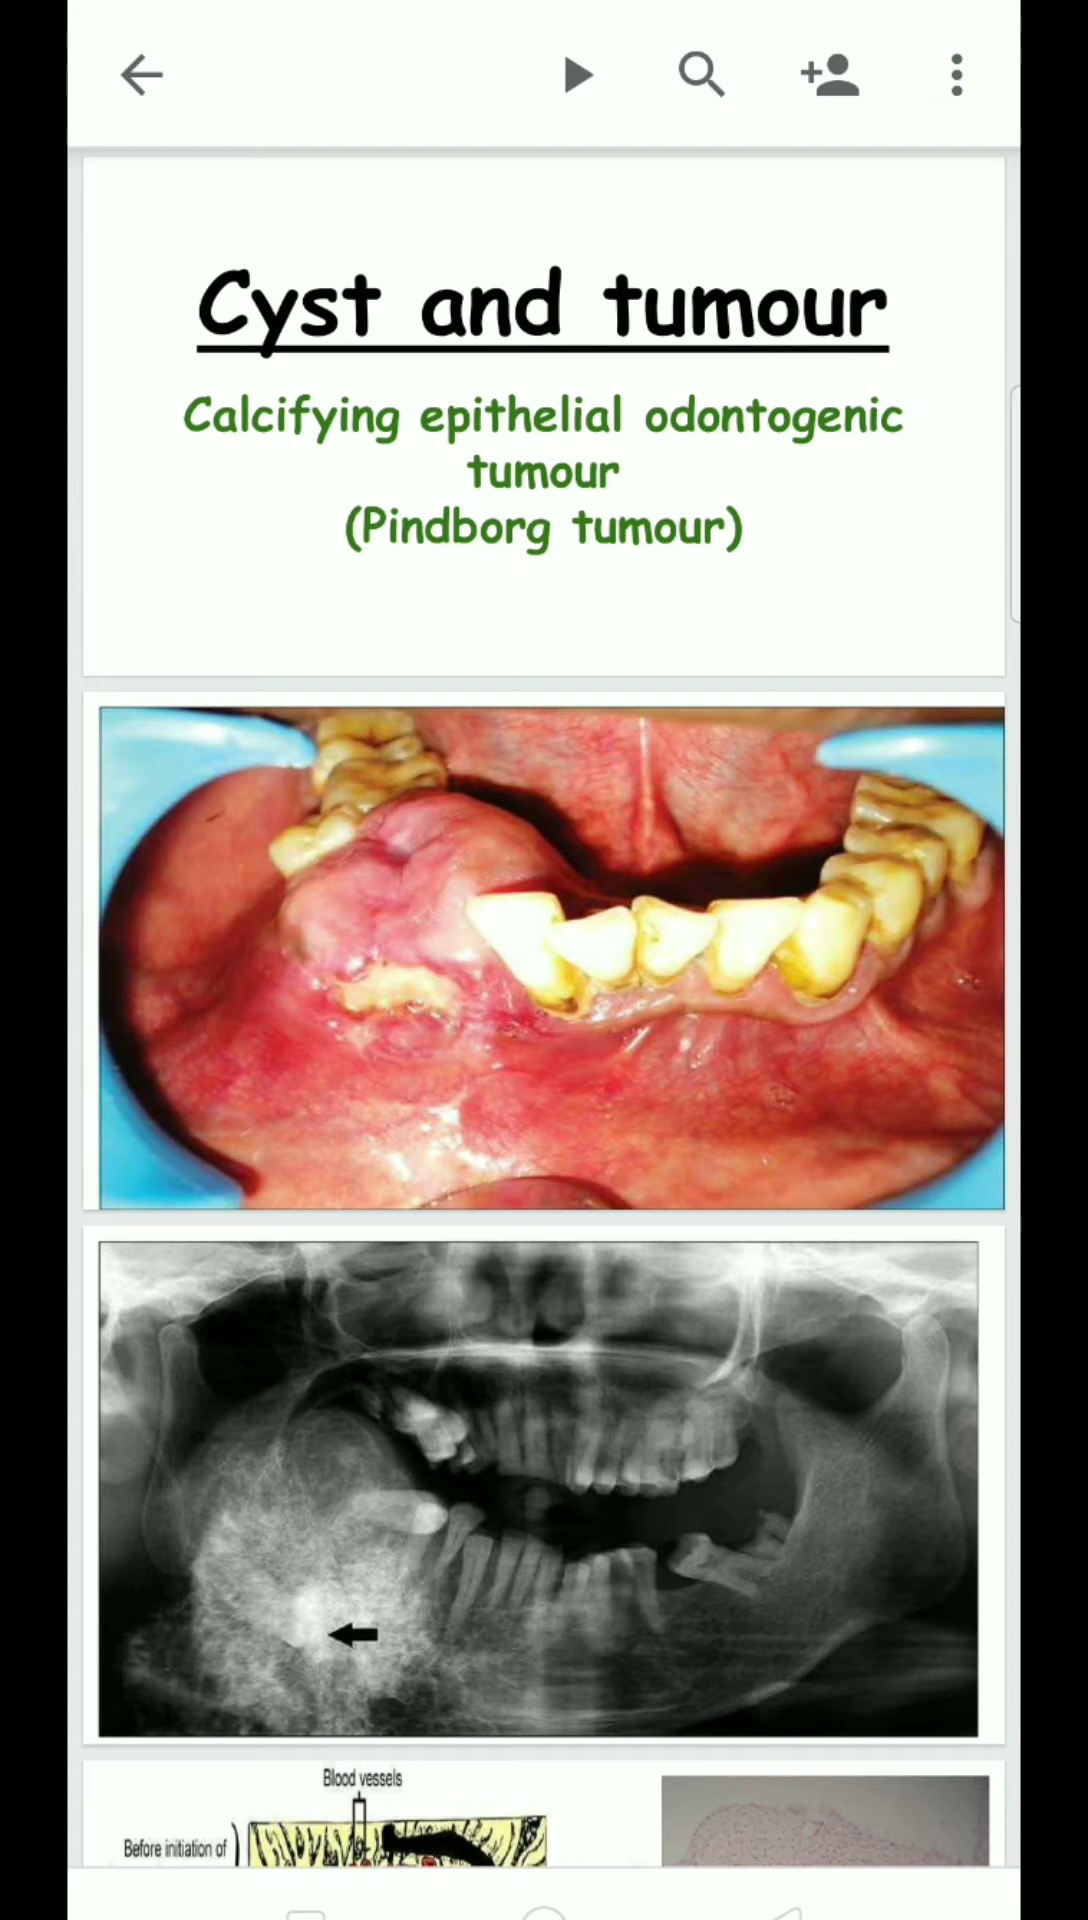 Cyst and tumour
Calcifying epithelial odontogenic
tumour
(Pindborg tumour)
Blood vessels
Before initiation of